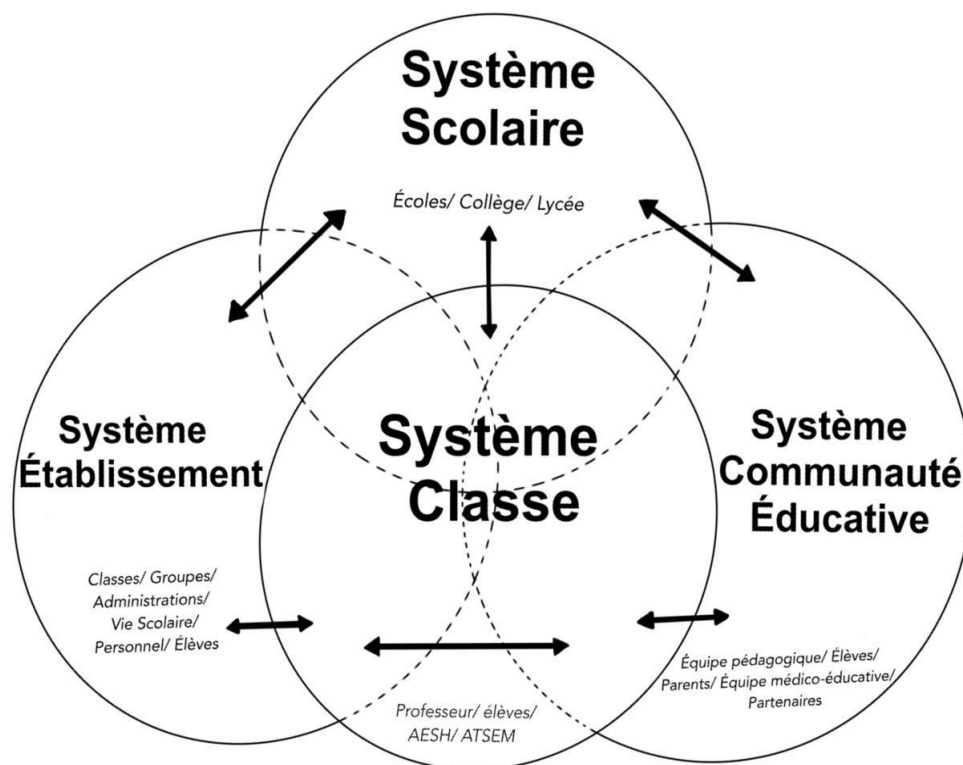 Système
Scolaire
Écoles/ Collège/ Lycée
Système
Établissement
Classes/ Groupes/
Administrations/
Vie Scolaire/
Personnel/ Élèves
Système
Classe
Professeur/ élèves/
AESH/ ATSEM
Système
Communauté
Éducative
Équipe pédagogique/ Élèves/
Parents/ Équipe médico-éducative/
Partenaires